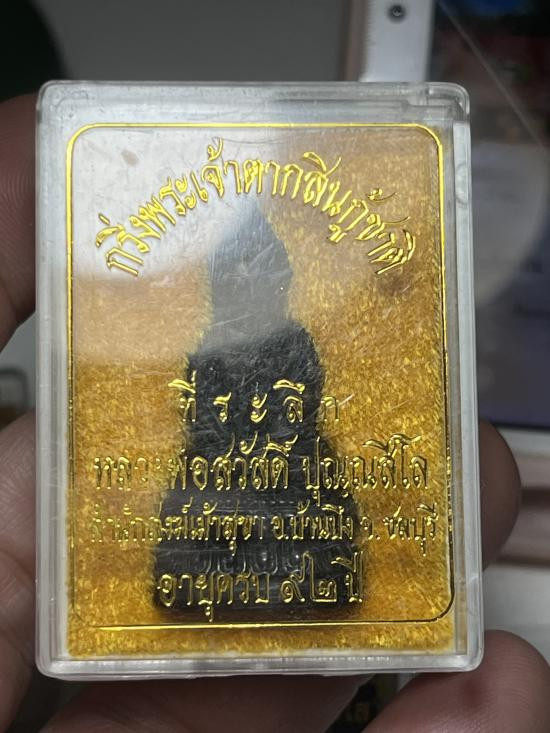 กริ่งพระเจ้าตากสินกู้ชาติ
ที่ระลึก
หลวงพ่อสวัสดิ์ ปุณฺณสีโล
สำนักสงฆ์เม้าสุขา อ.บ้านบึง จ.ชลบุรี
อายุครบ ๙๒ ปี